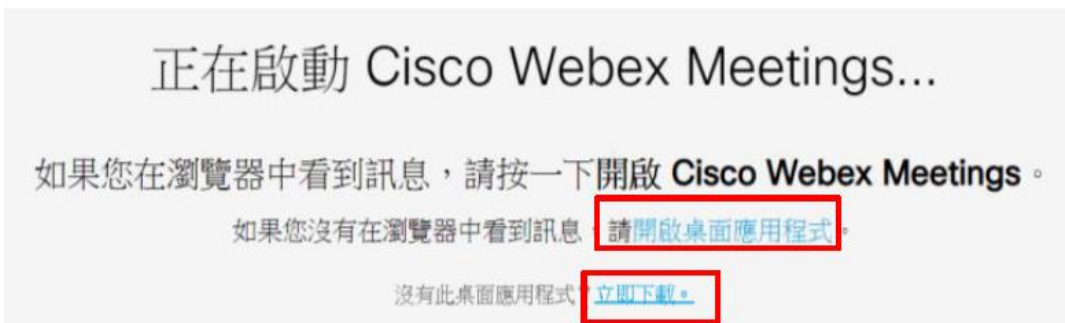 正在啟動 Cisco Webex Meetings...
如果您在瀏覽器中看到訊息，請按一下開啟 Cisco Webex Meetings。
如果您沒有在瀏覽器中看到訊息，請開啟桌面應用程式。
沒有此桌面應用程式？立即下載。